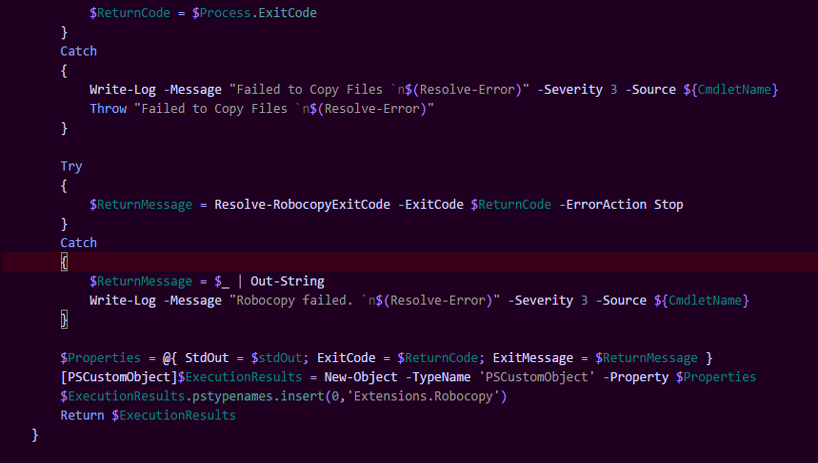 $ReturnCode = $Process.ExitCode
}
Catch
{
Write-Log -Message "Failed to Copy Files `n$(Resolve-Error)" -Severity 3 -Source ${CmdletName}
Throw "Failed to Copy Files `n$(Resolve-Error)"
}
Try
{
$ReturnMessage = Resolve-RobocopyExitCode -ExitCode $ReturnCode -ErrorAction Stop
}
Catch
{
$ReturnMessage = $_ | Out-String
Write-Log -Message "Robocopy failed. `n$(Resolve-Error)" -Severity 3 -Source ${CmdletName}
}
$Properties = @{ StdOut = $stdOut; ExitCode = $ReturnCode; ExitMessage = $ReturnMessage }
[PSCustomObject]$ExecutionResults = New-Object -TypeName 'PSCustomObject' -Property $Properties
$ExecutionResults.pstypenames.insert(0,'Extensions.Robocopy')
Return $ExecutionResults
}